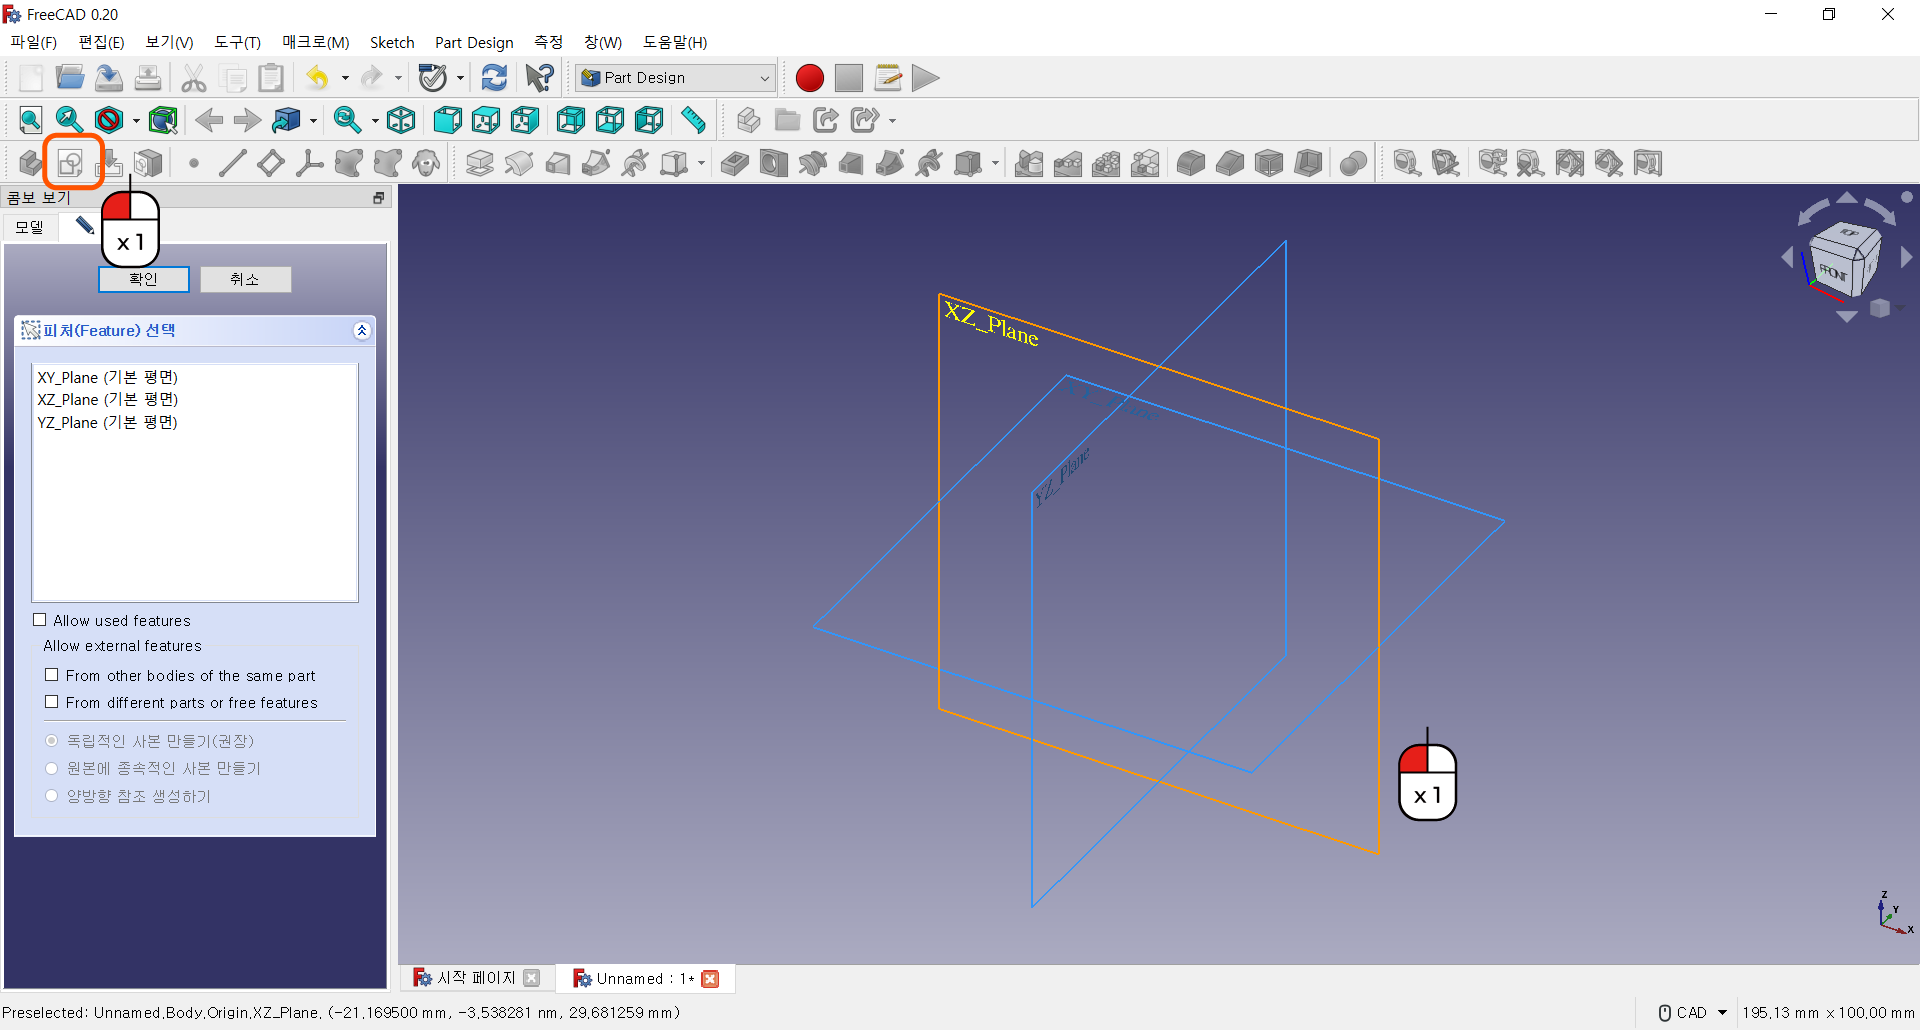 FreeCAD 0.20
파일(F) 편집(E) 보기(V) 도구(T) 매크로(M) Sketch Part Design 측정 창(W) 도움말(H)
Part Design
콤보 보기
모델
x 1
확인 취소
피처(Feature) 선택
XY_Plane (기본 평면)
XZ_Plane (기본 평면)
YZ_Plane (기본 평면)
Allow used features
Allow external features
From other bodies of the same part
From different parts or free features
독립적인 사본 만들기(권장)
원본에 종속적인 사본 만들기
양방향 참조 생성하기
XZ_Plane
YZ_Plane
TOP
FRONT
x 1
Z
Y
X
시작 페이지 Unnamed : 1*
Preselected: Unnamed.Body.Origin.XZ_Plane. (-21.169500 mm, -3.538281 nm, 29.681259 mm)
CAD 195.13 mm x 100.00 mm